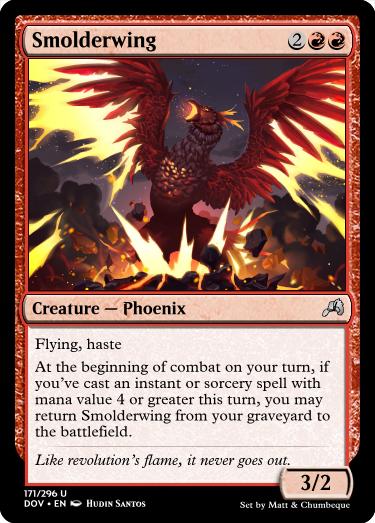 Smolderwing 2
Creature — Phoenix
Flying, haste
At the beginning of combat on your turn, if
you've cast an instant or sorcery spell with
mana value 4 or greater this turn, you may
return Smolderwing from your graveyard to
the battlefield.
Like revolution's flame, it never goes out.
3/2
171/296 U
DOV • EN Hudin Santos
Set by Matt & Chumbeque